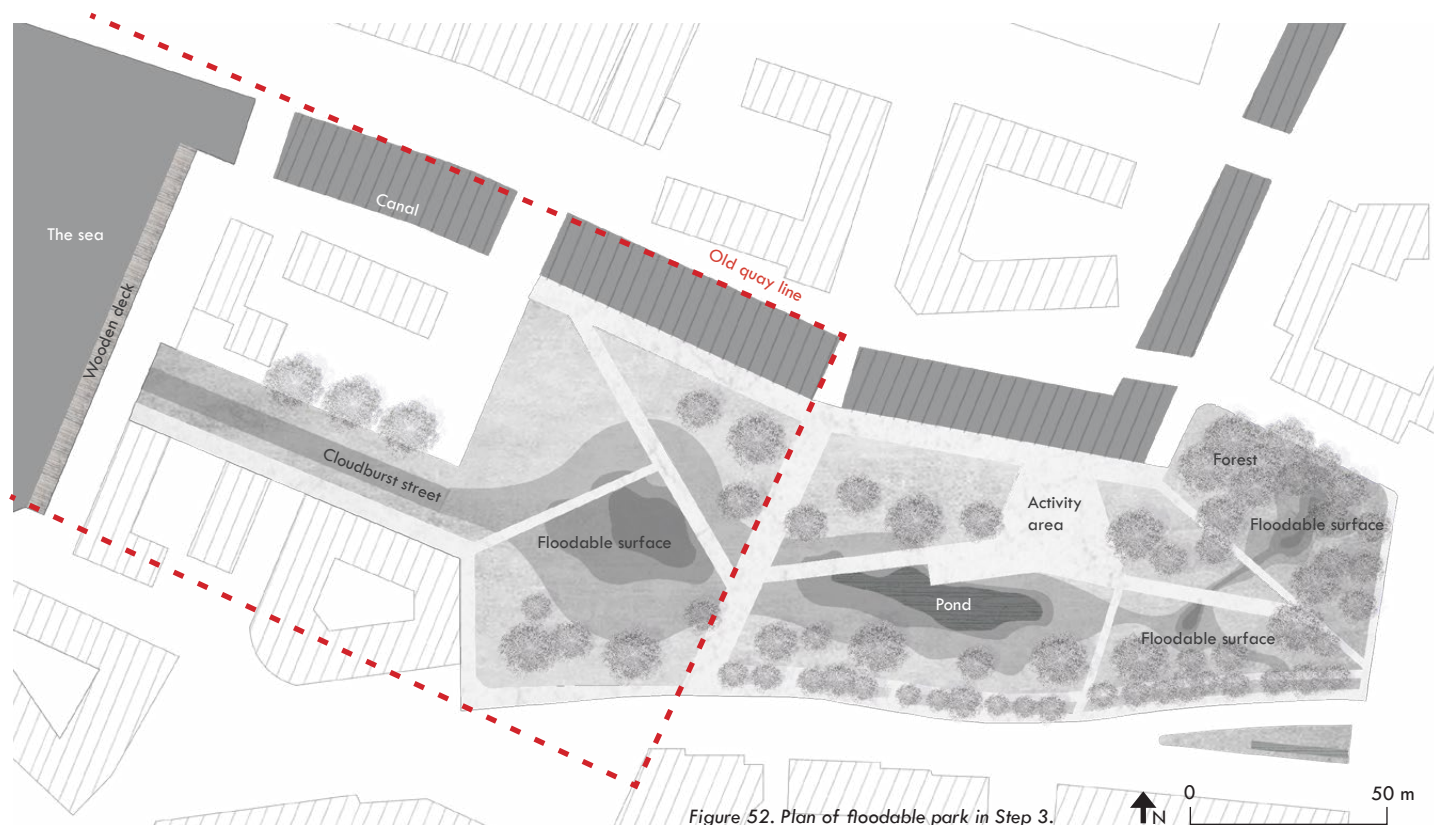 The sea
Wooden deck
Canal
Old quay line
Cloudburst street
Floodable surface
Activity
area
Forest
Floodable surface
Pond
Floodable surface
Figure 52. Plan of floodable park in Step 3.
N
0
50 m